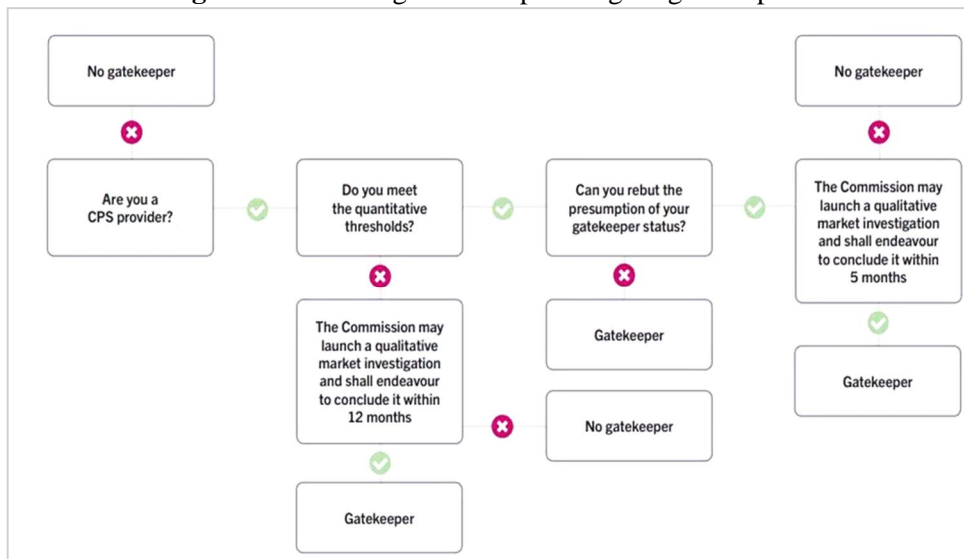 No gatekeeper
No gatekeeper
Are you a
CPS provider?
Do you meet
the quantitative
thresholds?
Can you rebut the
presumption of your
gatekeeper status?
The Commission may
launch a qualitative
market investigation
and shall endeavour
to conclude it within
5 months
The Commission may
launch a qualitative
market investigation
and shall endeavour
to conclude it within
12 months
Gatekeeper
No gatekeeper
Gatekeeper
Gatekeeper